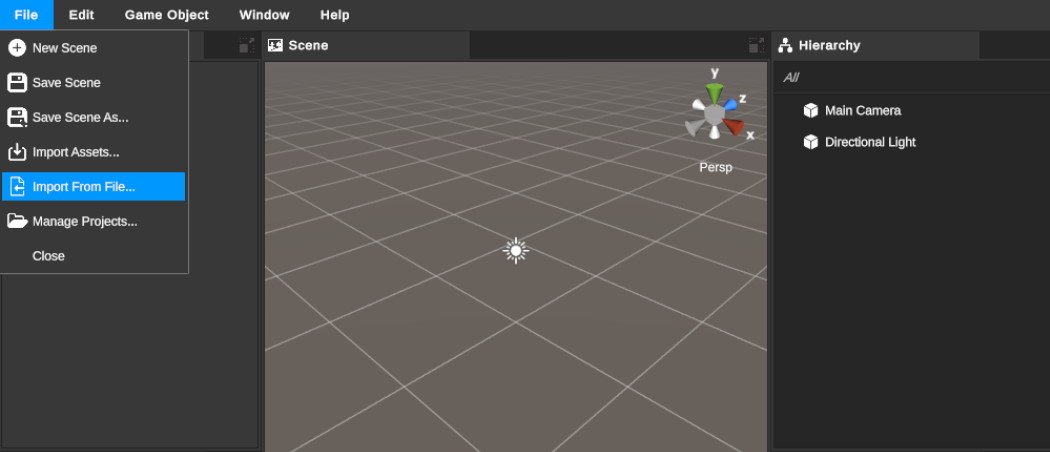 File Edit Game Object Window Help
New Scene
Save Scene
Save Scene As...
Import Assets...
Import From File...
Manage Projects...
Close
Scene
y
z
x
Persp
Hierarchy
All
Main Camera
Directional Light